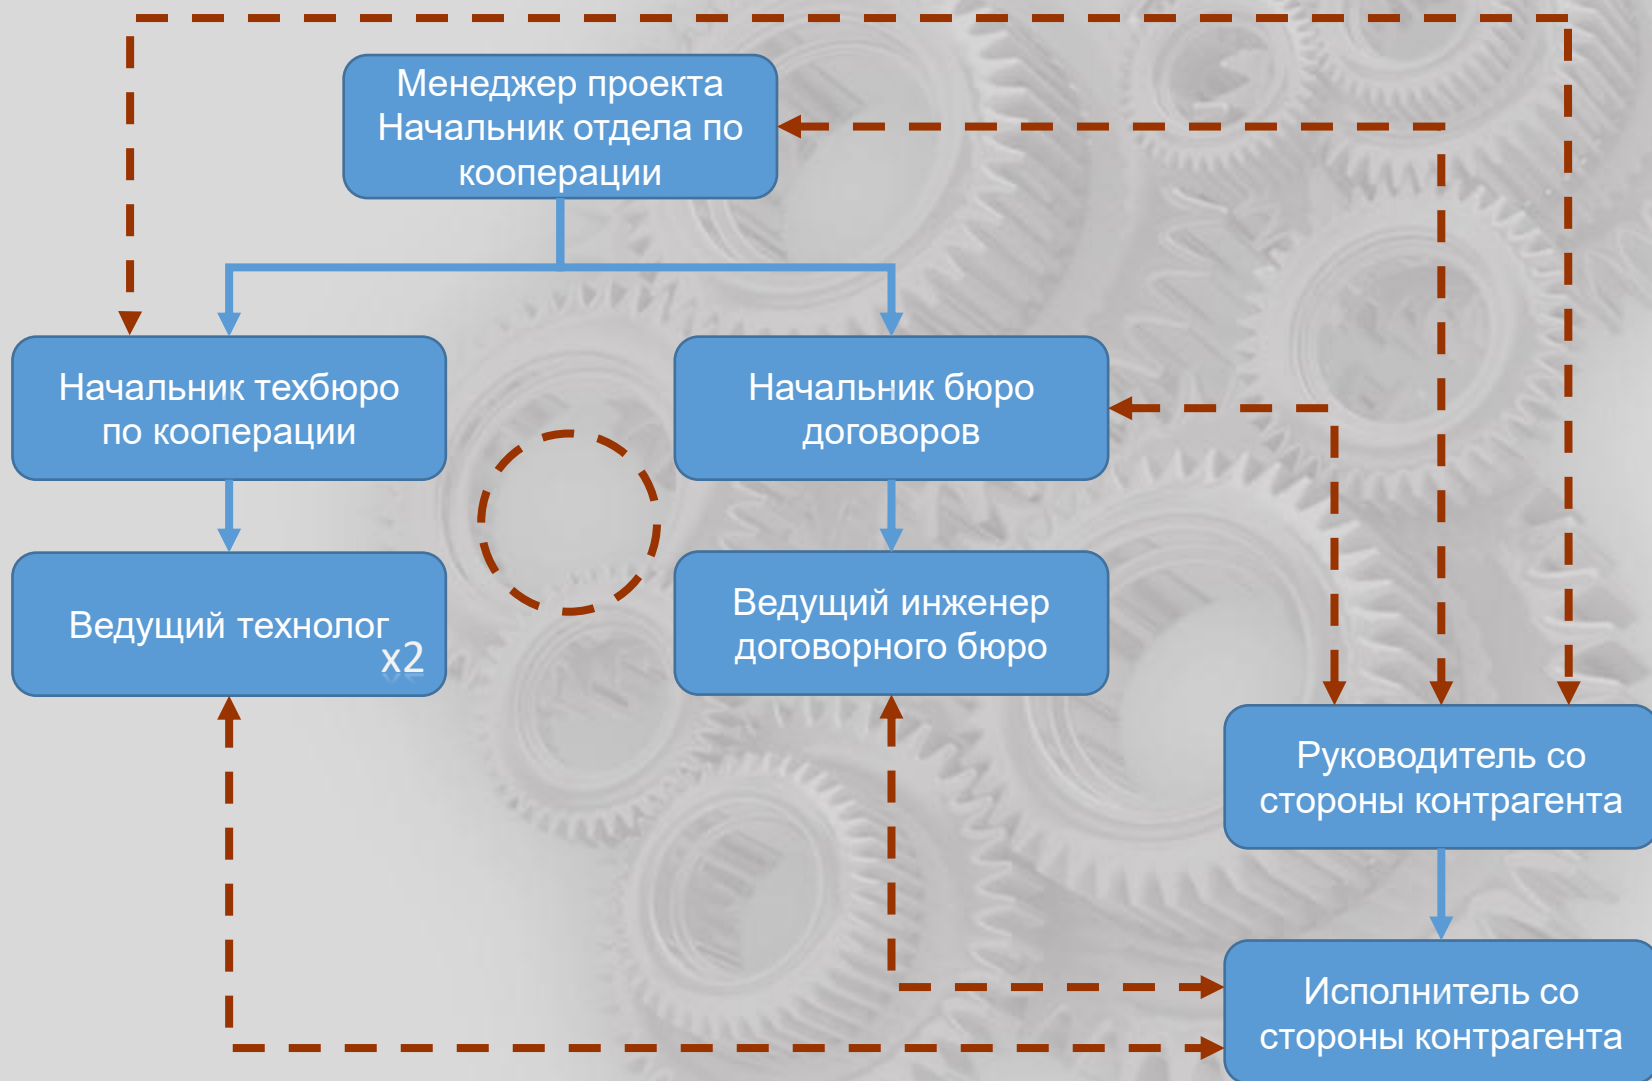 Менеджер проекта
Начальник отдела по
кооперации
Начальник техбюро
по кооперации
Начальник бюро
договоров
Ведущий технолог
x2
Ведущий инженер
договорного бюро
Руководитель со
стороны контрагента
Исполнитель со
стороны контрагента